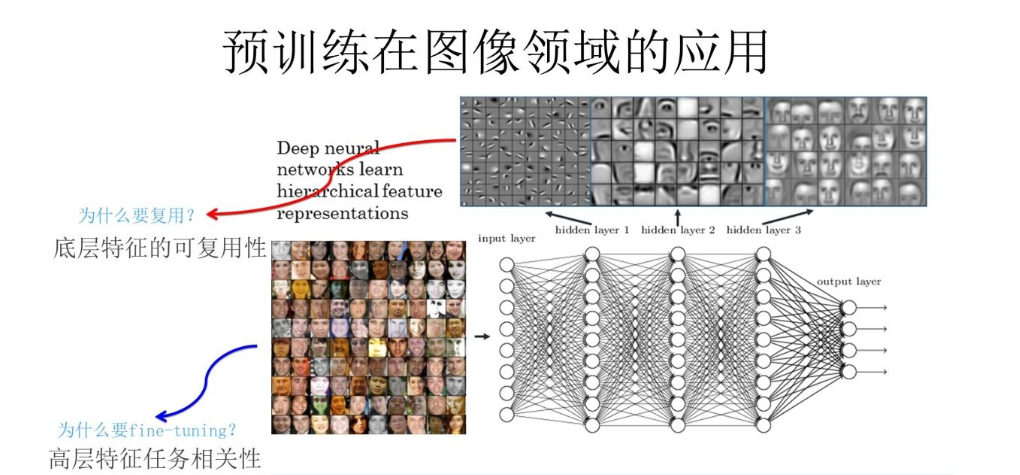 预训练在图像领域的应用
Deep neural
networks learn
hierarchical feature
representations
为什么要复用？
底层特征的可复用性
hidden layer 1 hidden layer 2 hidden layer 3
input layer
output layer
为什么要fine-tuning？
高层特征任务相关性